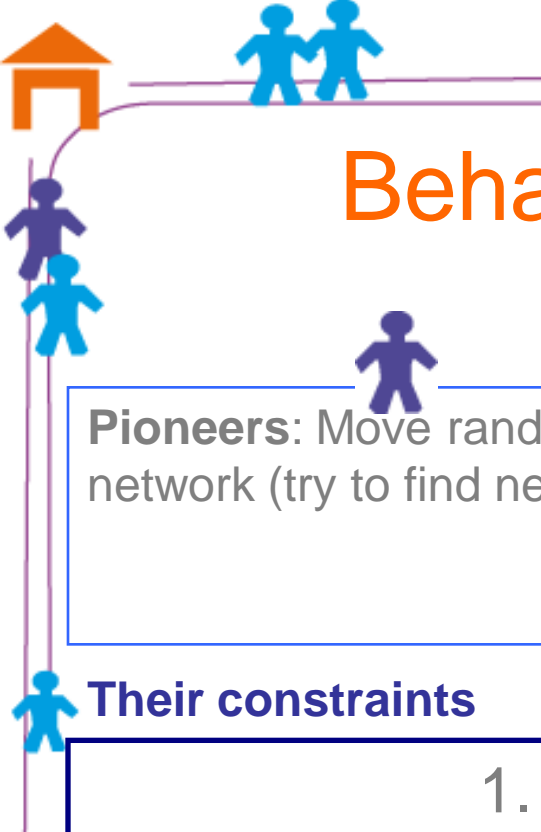 Beha
Pioneers: Move rand
network (try to find ne
Their constraints
1.